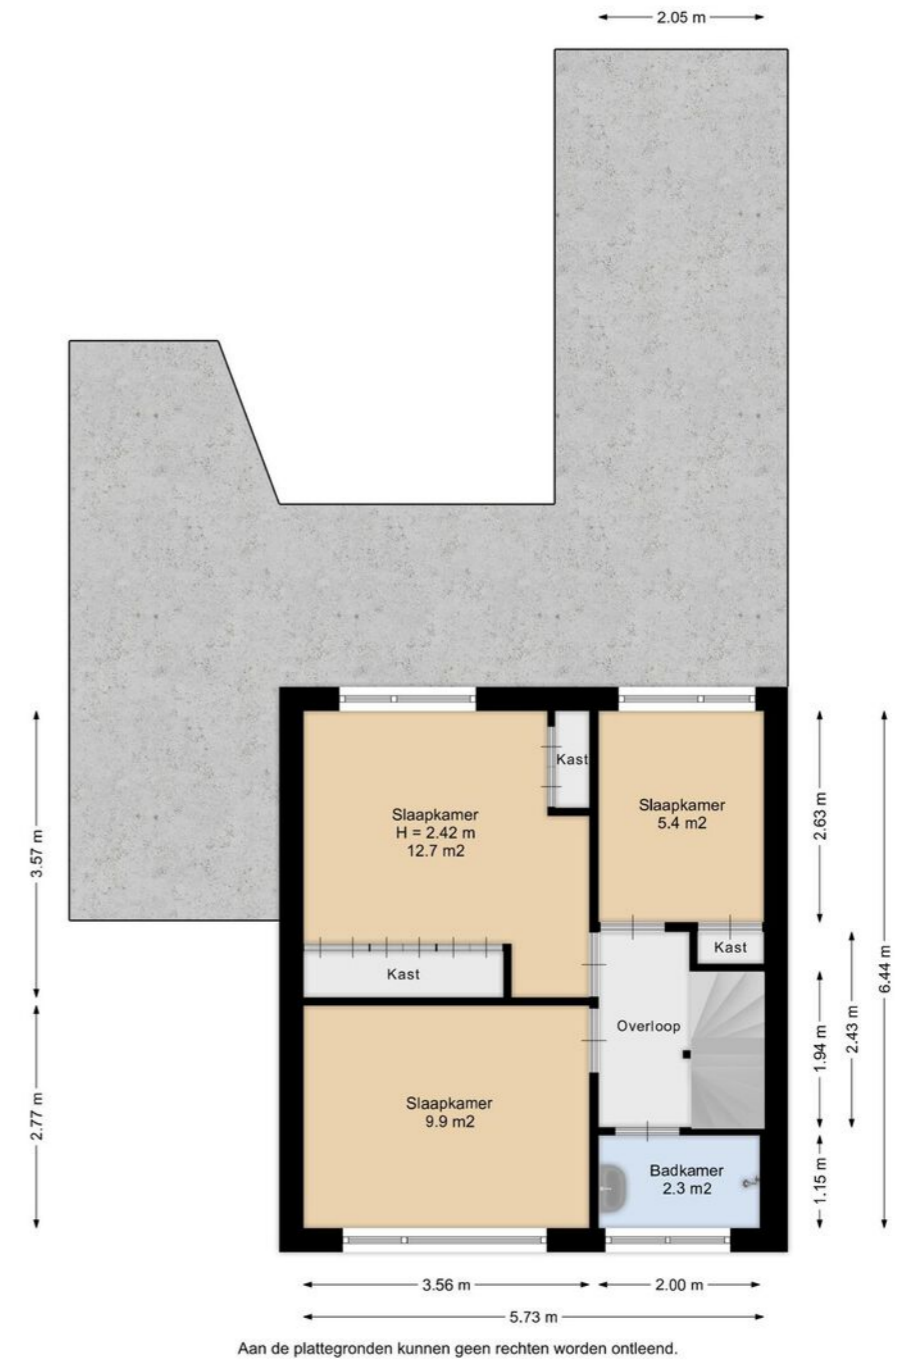 2.05 m
Kast
Slaapkamer
H = 2.42 m
12.7 m2
Slaapkamer
5.4 m2
2.63 m
3.57 m
6.44 m
Kast
Kast
Overloop
1.94 m
2.43 m
2.77 m
Slaapkamer
9.9 m2
Badkamer
2.3 m2
1.15 m
3.56 m
2.00 m
5.73 m
Aan de plattegronden kunnen geen rechten worden ontleend.